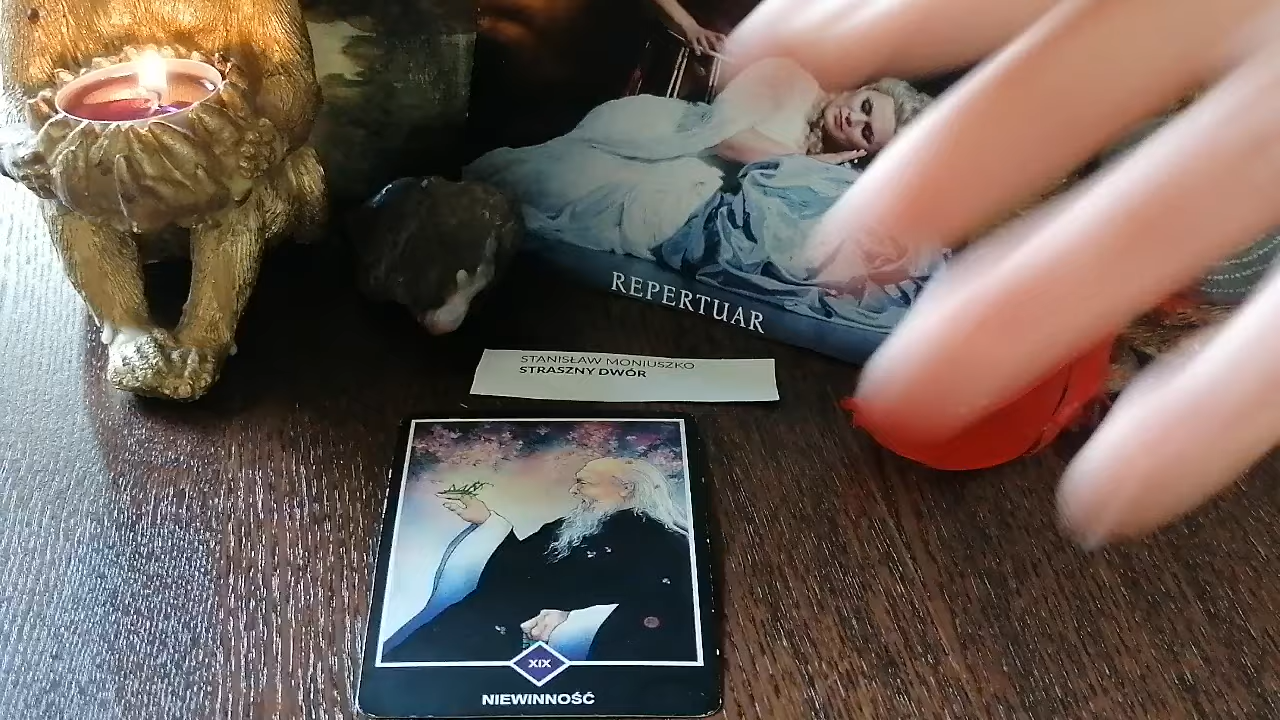 REPERTUAR
STANISŁAW MONIUSZKO
STRASZNY DWÓR
XIX
NIEWINNOŚĆ